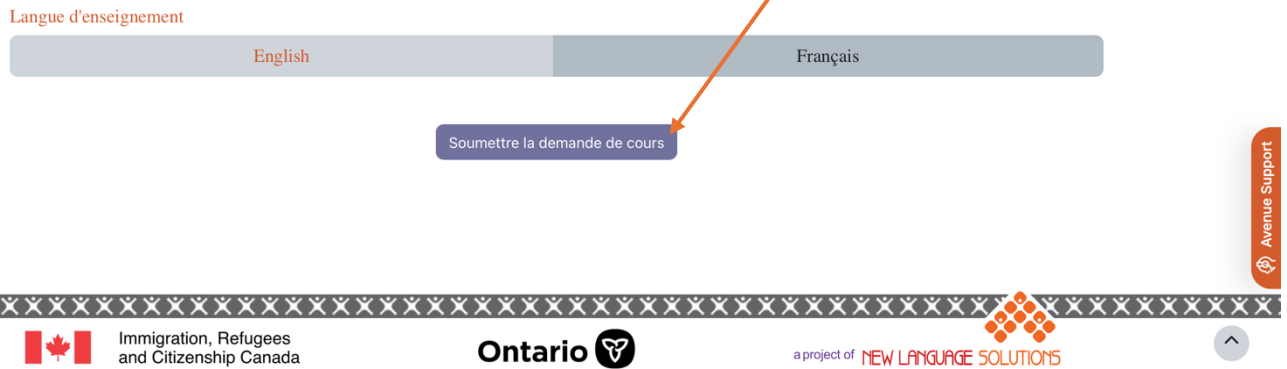 Langue d'enseignement
English
Français
Soumettre la demande de cours
Avenue Support
Immigration, Refugees
and Citizenship Canada
Ontario
a project of NEW LANGUAGE SOLUTIONS